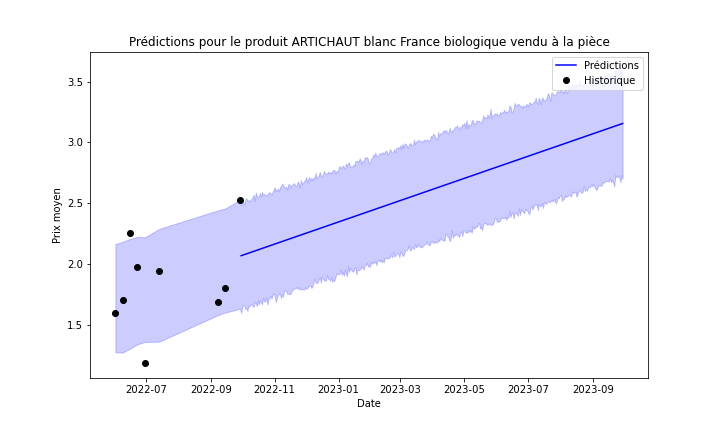 Prédictions pour le produit ARTICHAUT blanc France biologique vendu à la pièce
Prédictions
Historique
Prix moyen
3.5
3.0
2.5
2.0
1.5
2022-07
2022-09
2022-11
2023-01
2023-03
2023-05
2023-07
2023-09
Date